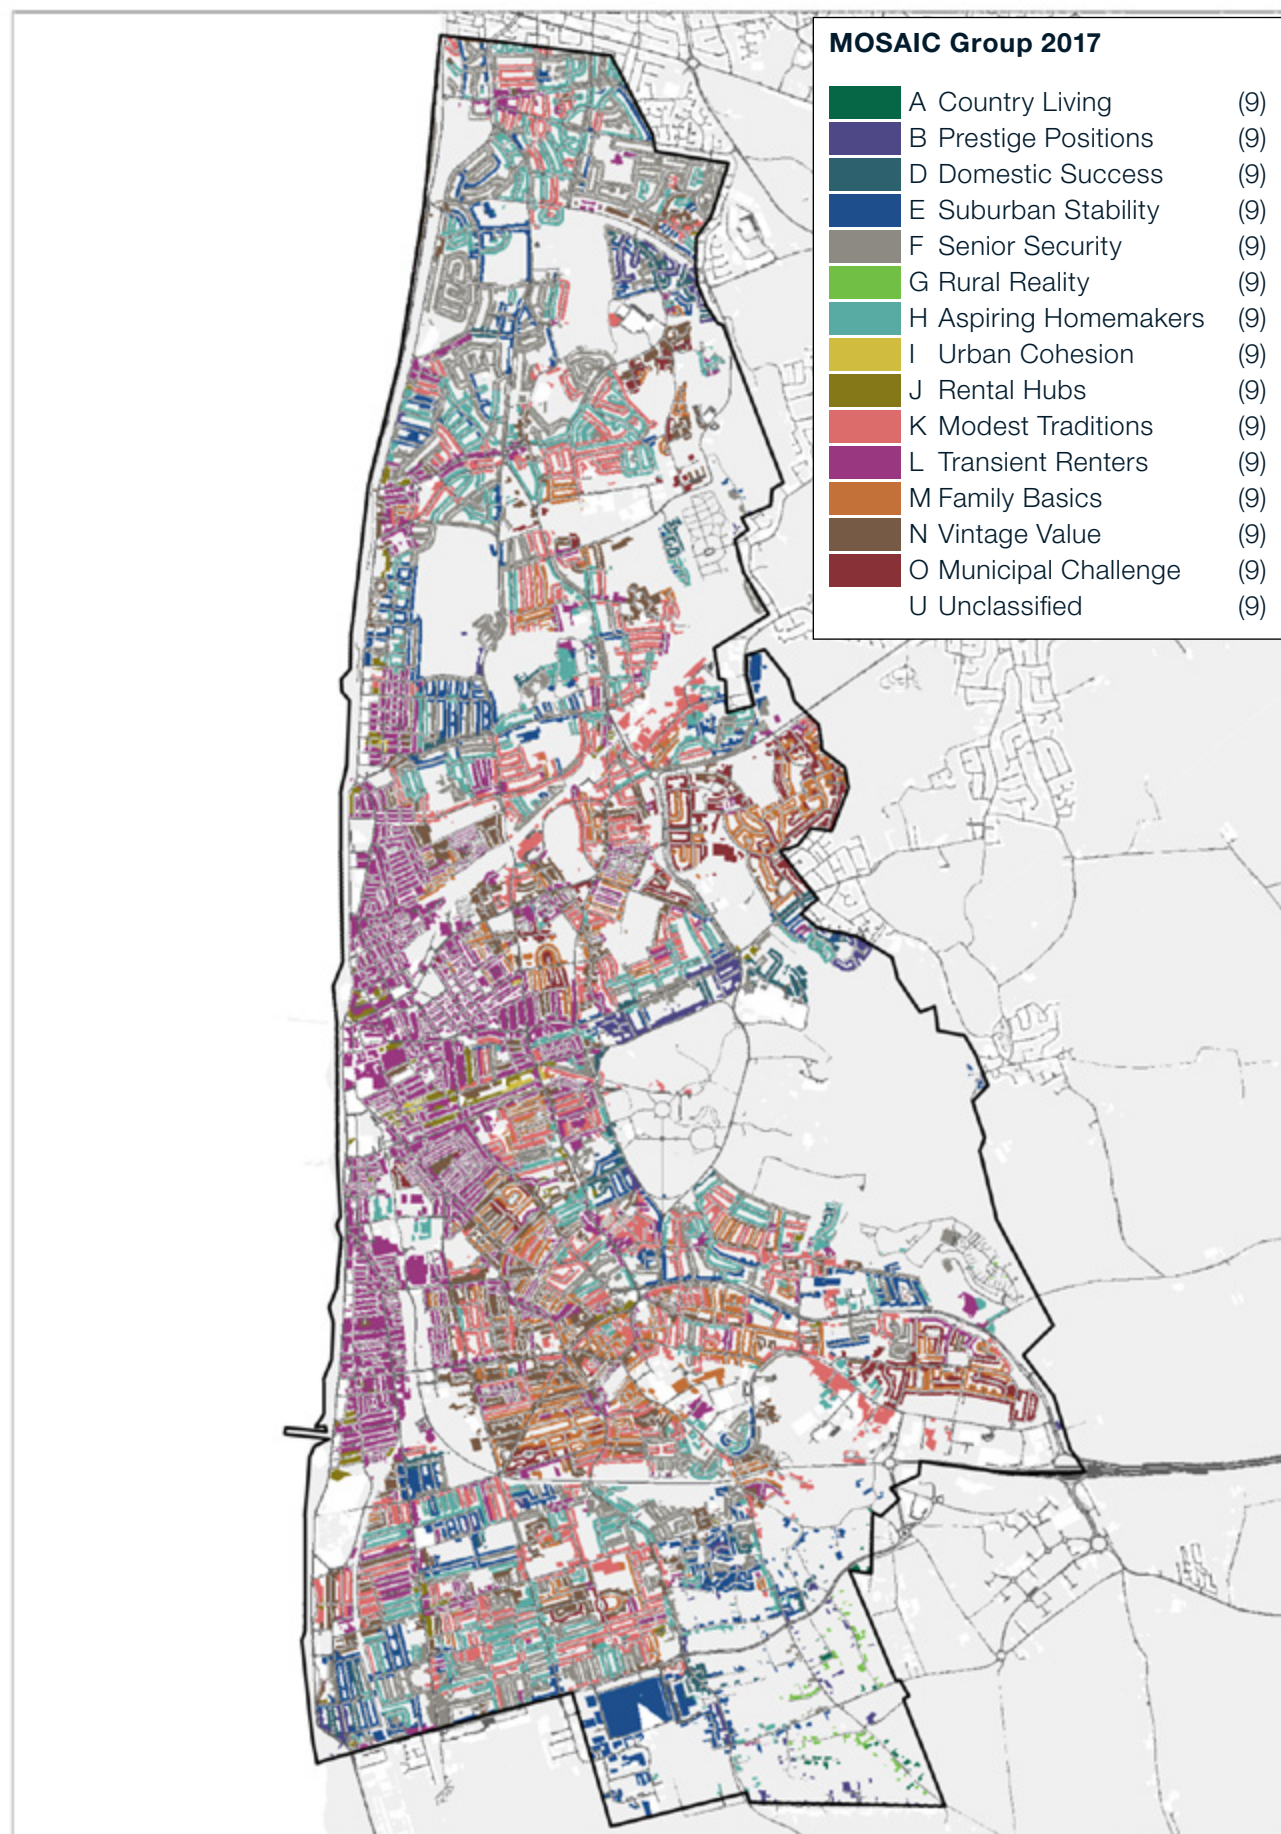 MOSAIC Group 2017
A Country Living (9)
B Prestige Positions (9)
D Domestic Success (9)
E Suburban Stability (9)
F Senior Security (9)
G Rural Reality (9)
H Aspiring Homemakers (9)
I Urban Cohesion (9)
J Rental Hubs (9)
K Modest Traditions (9)
L Transient Renters (9)
M Family Basics (9)
N Vintage Value (9)
O Municipal Challenge (9)
U Unclassified (9)